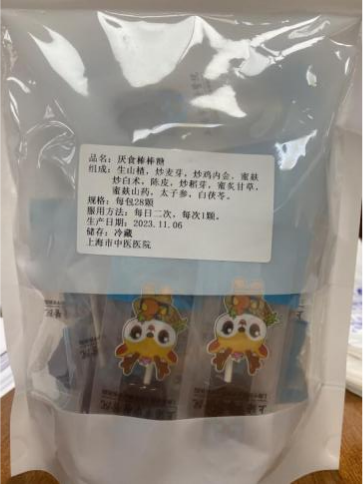 品名：厌食棒棒糖
组成：生山楂，炒麦芽，炒鸡内金，蜜麸
炒白术，陈皮，炒稻芽，蜜炙甘草，
蜜麸山药，太子参，白茯苓。
规格：每包28颗
服用方法：每日二次，每次1颗。
生产日期：2023.11.06
储存：冷藏
上海市中医医院